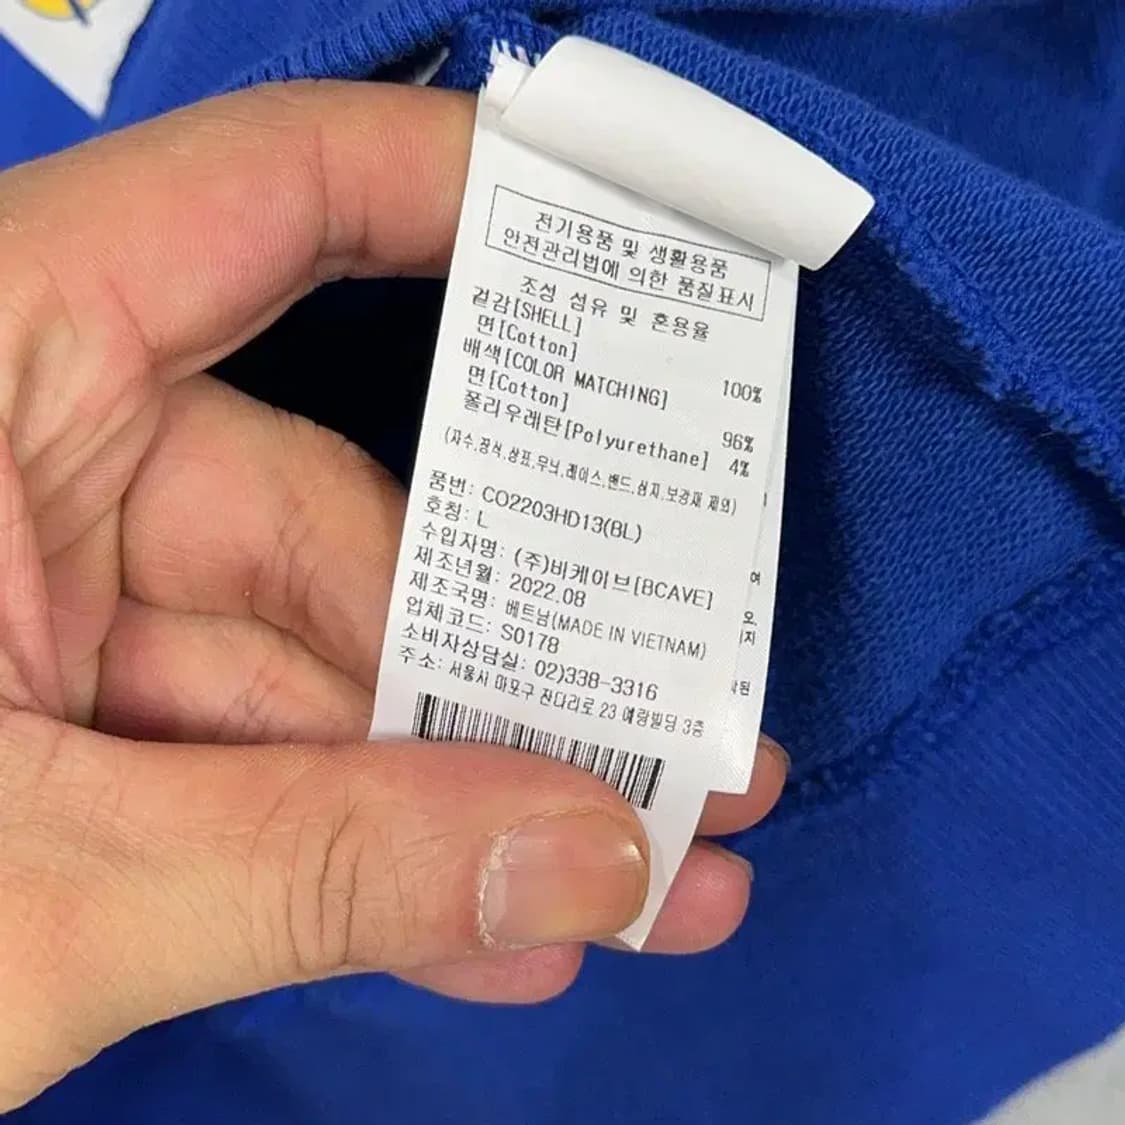 전기용품 및 생활용품
안전관리법에 의한 품질표시
조성 섬유 및 혼용율
겉감[SHELL]
면[Cotton] 100%
배색[COLOR MATCHING]
면[Cotton] 96%
폴리우레탄[Polyurethane] 4%
(자수,장식,상표,무늬,레이스,밴드,심지,보강재 제외)
품번: CO2203HD13(BL)
호칭: L
수입자명: (주)비케이브[BCAVE]
제조년월: 2022.08
제조국명: 베트남(MADE IN VIETNAM)
업체코드: S0178
소비자상담실: 02)338-3316
주소: 서울시 마포구 잔다리로 23 예랑빌딩 3층